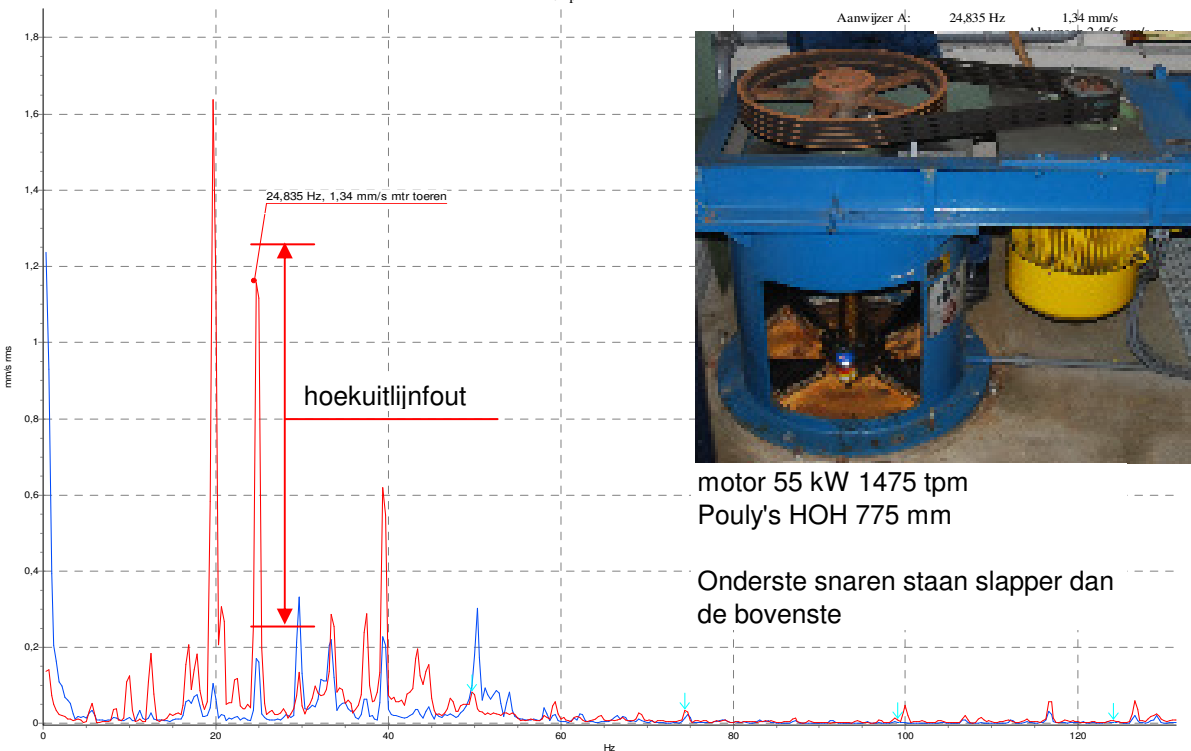 Aanwijzer A: 24,835 Hz 1,34 mm/s
1,8
1,6
1,4
1,2
1
0,8
0,6
0,4
0,2
0
mm/s rms
24,835 Hz, 1,34 mm/s mtr toeren
hoekuitlijnfout
motor 55 kW 1475 tpm
Pouly's HOH 775 mm
Onderste snaren staan slapper dan
de bovenste
0 20 40 60 80 100 120
Hz